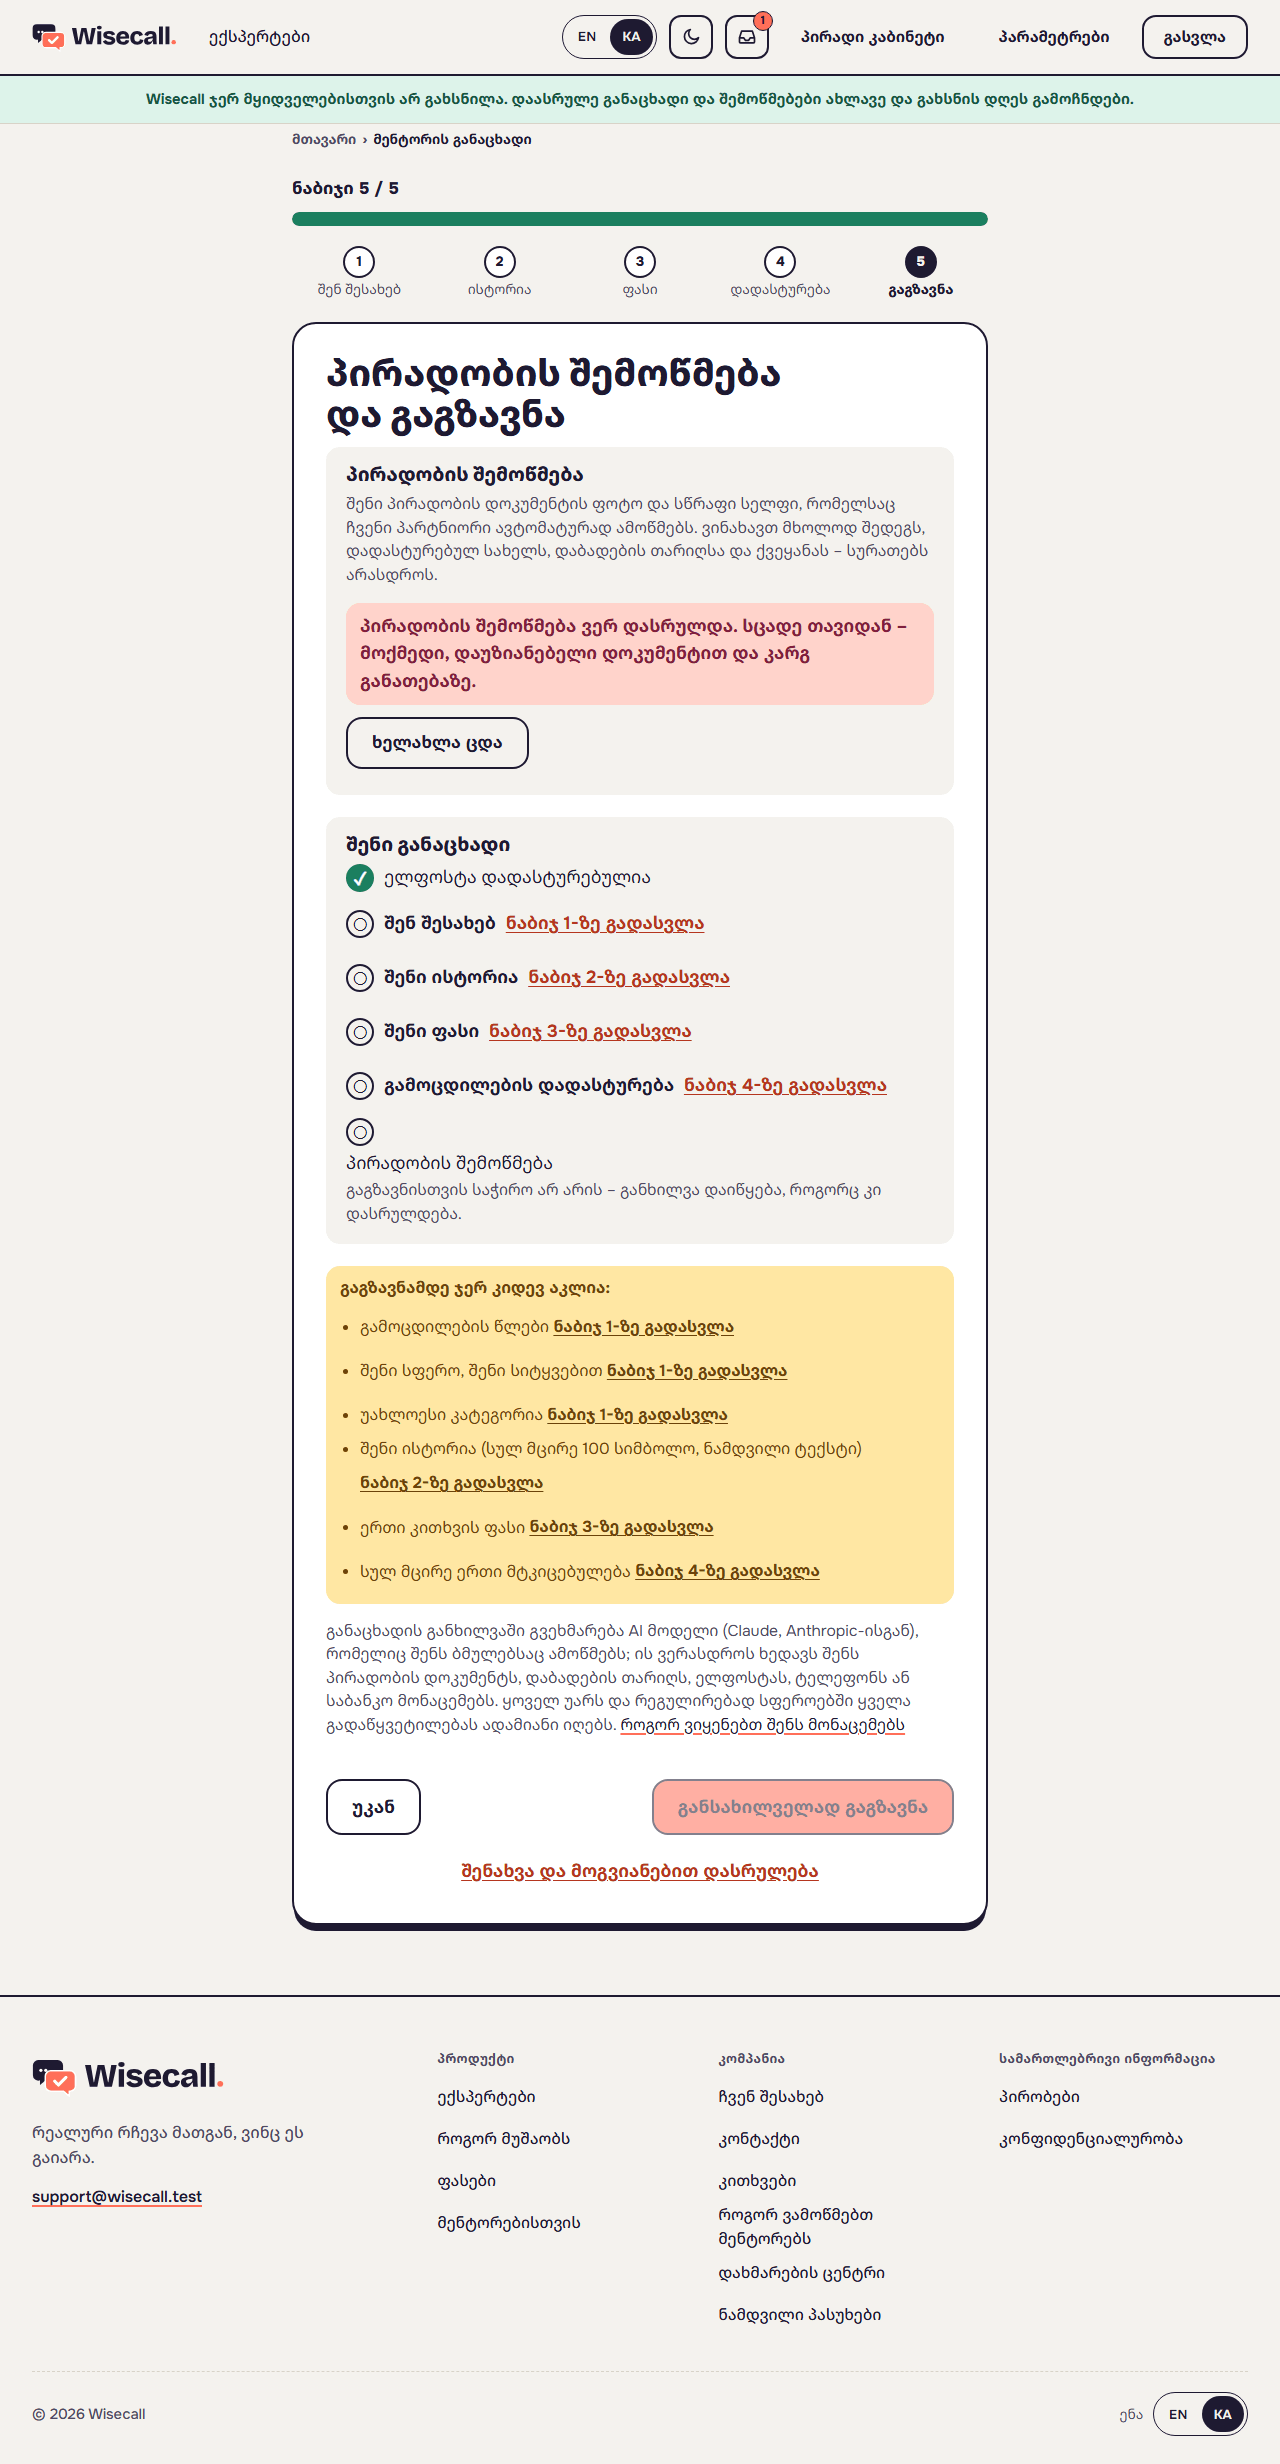 Wisecall.
ექსპერტები
EN KA
1
პირადი კაბინეტი
პარამეტრები
გასვლა
Wisecall ჯერ მყიდველებისთვის არ გახსნილა. დაასრულე განაცხადი და შემოწმებები ახლავე და გახსნის დღეს გამოჩნდები.
მთავარი › მენტორის განაცხადი
ნაბიჯი 5 / 5
1 2 3 4 5
შენ შესახებ ისტორია ფასი დადასტურება გაგზავნა
პირადობის შემოწმება
და გაგზავნა
პირადობის შემოწმება
შენი პირადობის დოკუმენტის ფოტო და სწრაფი სელფი, რომელსაც
ჩვენი პარტნიორი ავტომატურად ამოწმებს. ვინახავთ მხოლოდ შედეგს,
დადასტურებულ სახელს, დაბადების თარიღსა და ქვეყანას – სურათებს
არასდროს.
პირადობის შემოწმება ვერ დასრულდა. სცადე თავიდან –
მოქმედი, დაუზიანებელი დოკუმენტით და კარგ
განათებაზე.
ხელახლა ცდა
შენი განაცხადი
ელფოსტა დადასტურებულია
შენ შესახებ ნაბიჯ 1-ზე გადასვლა
შენი ისტორია ნაბიჯ 2-ზე გადასვლა
შენი ფასი ნაბიჯ 3-ზე გადასვლა
გამოცდილების დადასტურება ნაბიჯ 4-ზე გადასვლა
პირადობის შემოწმება
გაგზავნისთვის საჭირო არ არის – განხილვა დაიწყება, როგორც კი
დასრულდება.
გაგზავნამდე ჯერ კიდევ აკლია:
• გამოცდილების წლები ნაბიჯ 1-ზე გადასვლა
• შენი სფერო, შენი სიტყვებით ნაბიჯ 1-ზე გადასვლა
• უახლოესი კატეგორია ნაბიჯ 1-ზე გადასვლა
• შენი ისტორია (სულ მცირე 100 სიმბოლო, ნამდვილი ტექსტი)
ნაბიჯ 2-ზე გადასვლა
• ერთი კითხვის ფასი ნაბიჯ 3-ზე გადასვლა
• სულ მცირე ერთი მტკიცებულება ნაბიჯ 4-ზე გადასვლა
განაცხადის განხილვაში გვეხმარება AI მოდელი (Claude, Anthropic-ისგან),
რომელიც შენს ბმულებსაც ამოწმებს; ის ვერასდროს ხედავს შენს
პირადობის დოკუმენტს, დაბადების თარიღს, ელფოსტას, ტელეფონს ან
საბანკო მონაცემებს. ყოველ უარს და რეგულირებად სფეროებში ყველა
გადაწყვეტილებას ადამიანი იღებს. როგორ ვიყენებთ შენს მონაცემებს
უკან
განსახილველად გაგზავნა
შენახვა და მოგვიანებით დასრულება
Wisecall.
რეალური რჩევა მათგან, ვინც ეს
გაიარა.
support@wisecall.test
პროდუქტი
ექსპერტები
როგორ მუშაობს
ფასები
მენტორებისთვის
კომპანია
ჩვენ შესახებ
კონტაქტი
კითხვები
როგორ ვამოწმებთ
მენტორებს
დახმარების ცენტრი
ნამდვილი პასუხები
სამართლებრივი ინფორმაცია
პირობები
კონფიდენციალურობა
© 2026 Wisecall
ენა EN KA